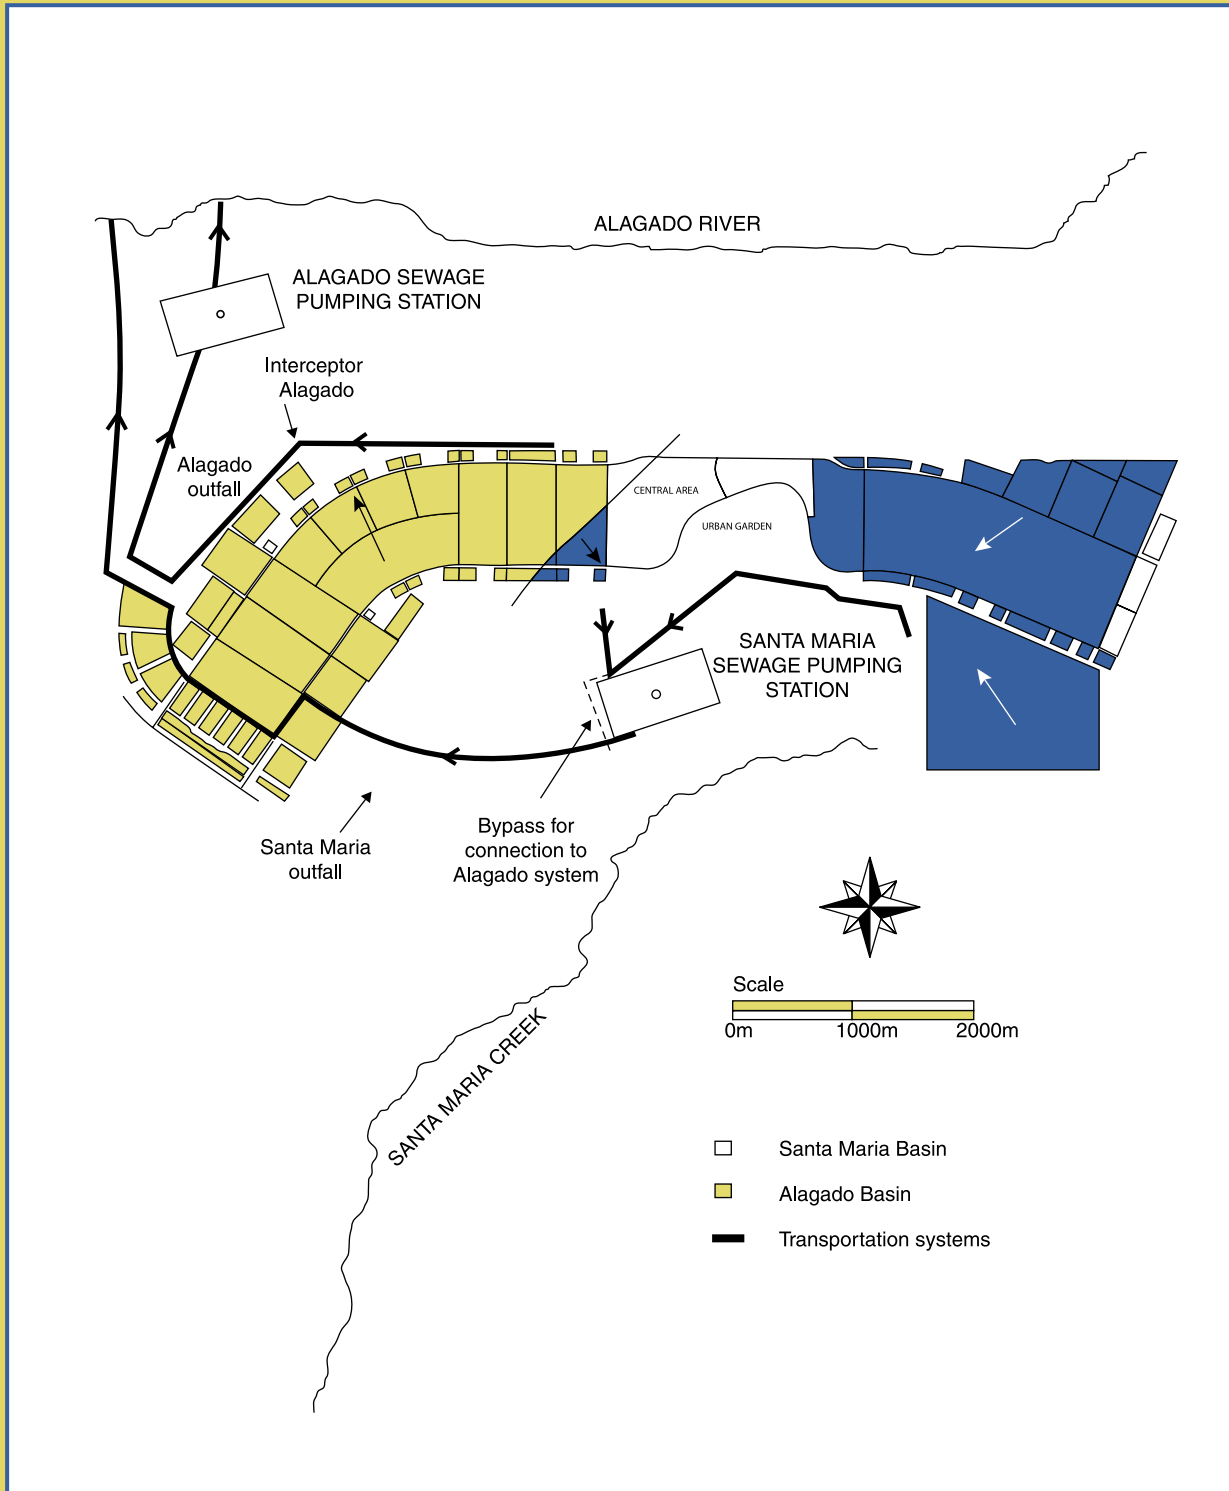 ALAGADO RIVER
ALAGADO SEWAGE
PUMPING STATION
Interceptor
Alagado
Alagado
outfall
CENTRAL AREA
URBAN GARDEN
SANTA MARIA
SEWAGE PUMPING
STATION
Bypass for
connection to
Alagado system
Santa Maria
outfall
SANTA MARIA CREEK
Scale
0m 1000m 2000m
Santa Maria Basin
Alagado Basin
Transportation systems